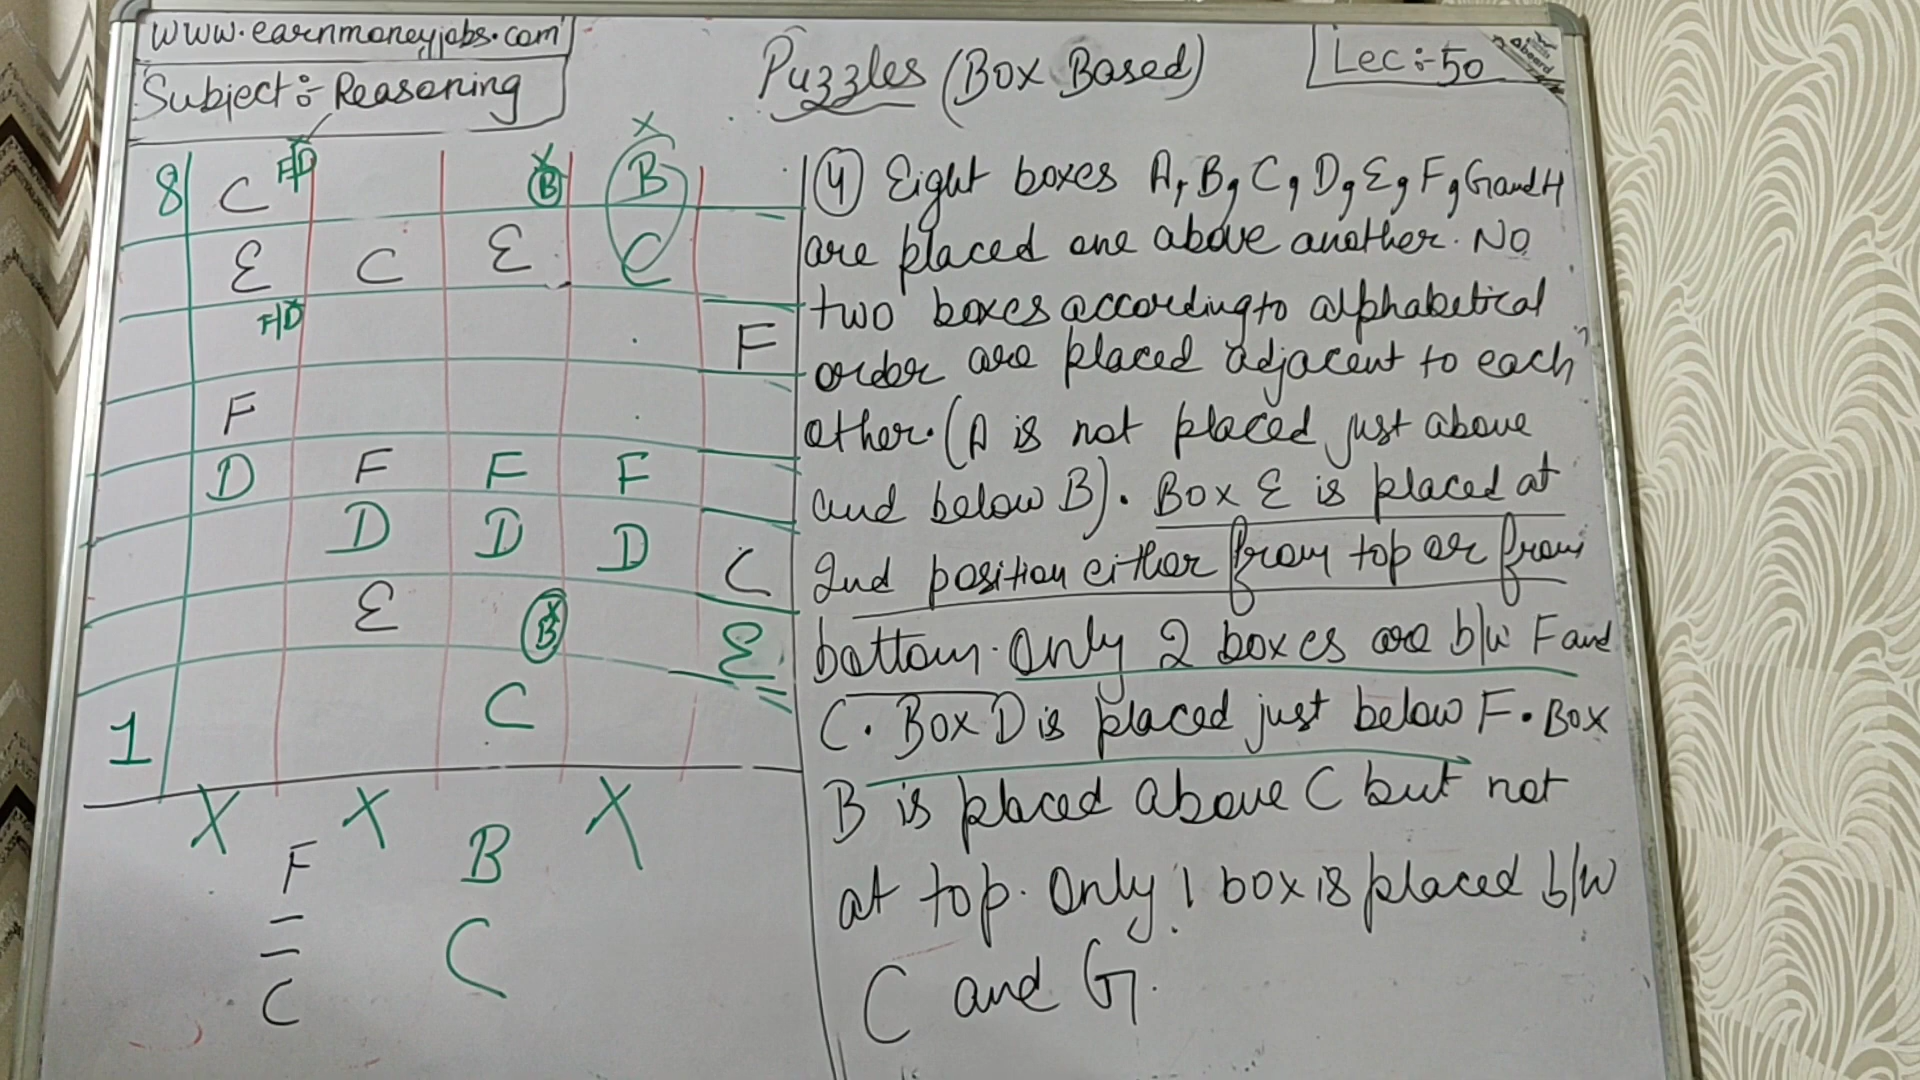 www.earnmoneyjobs.com
Subject:- Reasoning
Puzzles (Box Based)
Lec:-50
aboard
8 C F/D B B
E C E C
F/D F
F
D F F F
D D D C
E B E
C
1
X X X X
F B
C
C
(4) Eight boxes A, B, C, D, E, F, G and H
are placed one above another. No
two boxes according to alphabetical
order are placed adjacent to each
other. (A is not placed just above
and below B). Box E is placed at
2nd position either from top or from
bottom. Only 2 boxes are b/w F and
C. Box D is placed just below F. Box
B is placed above C but not
at top. Only 1 box is placed b/w
C and G.